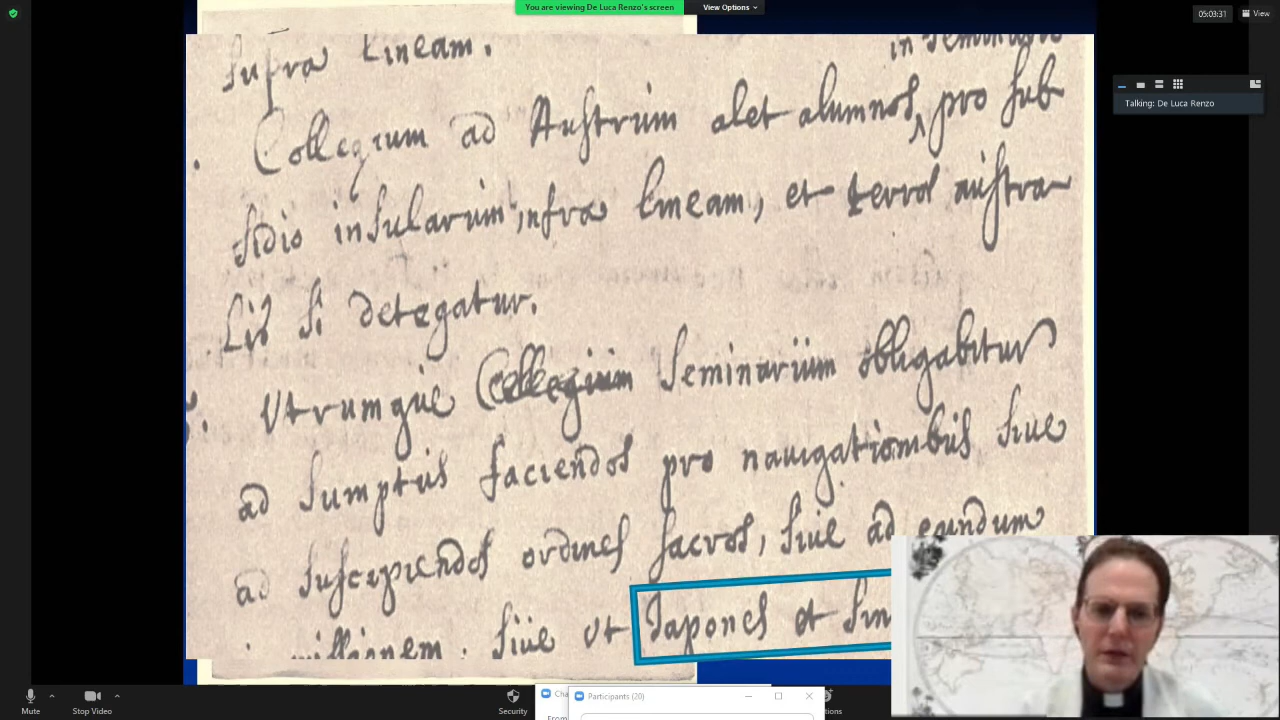 You are viewing De Luca Renzo's screen
View Options
05:03:31
View
Talking: De Luca Renzo
supra lineam.
in Seminario
Collegium ad Austrum alet alumnos, pro sub
sidio insularum infra lineam, et terra austra
lis si detegatur.
Utrumque Collegium Seminarium obligabitur
ad sumptus faciendos pro navigationibus sive
ad suscipiendos ordines sacros, sive ad eundum
sive ut Japones et
Mute
Stop Video
Security
Cha
From
Participants (20)